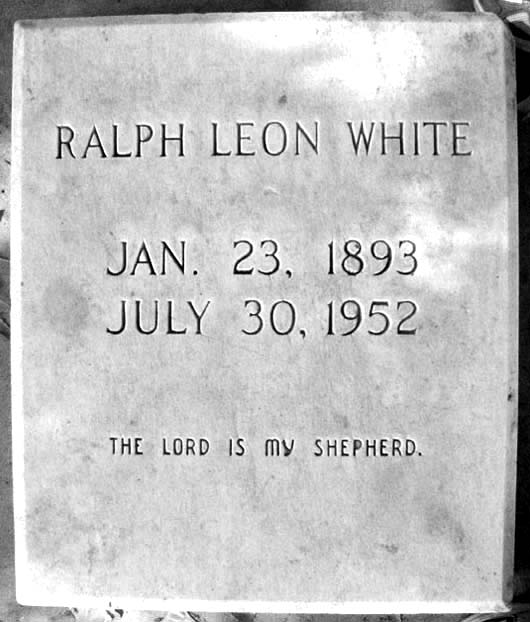 RALPH LEON WHITE
JAN. 23, 1893
JULY 30, 1952
THE LORD IS MY SHEPHERD.